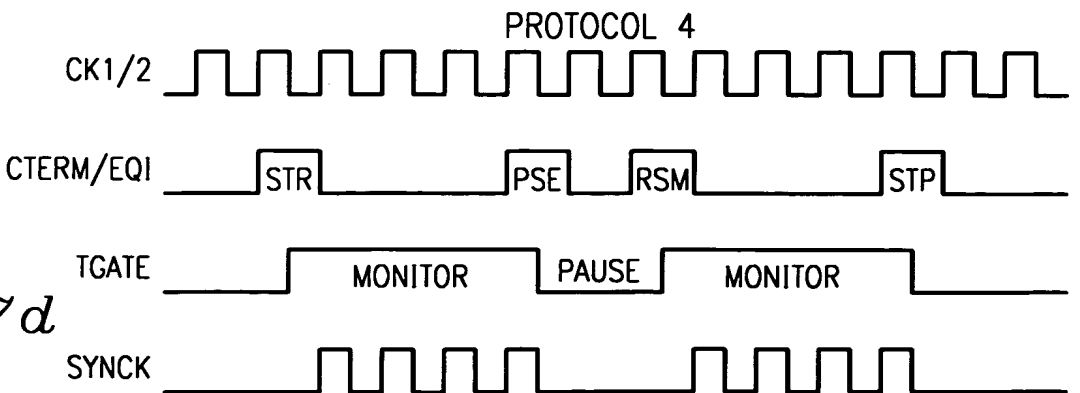 PROTOCOL 4
CK1/2
CTERM/EQI
STR
PSE
RSM
STP
TGATE
MONITOR
PAUSE
MONITOR
d
SYNCK